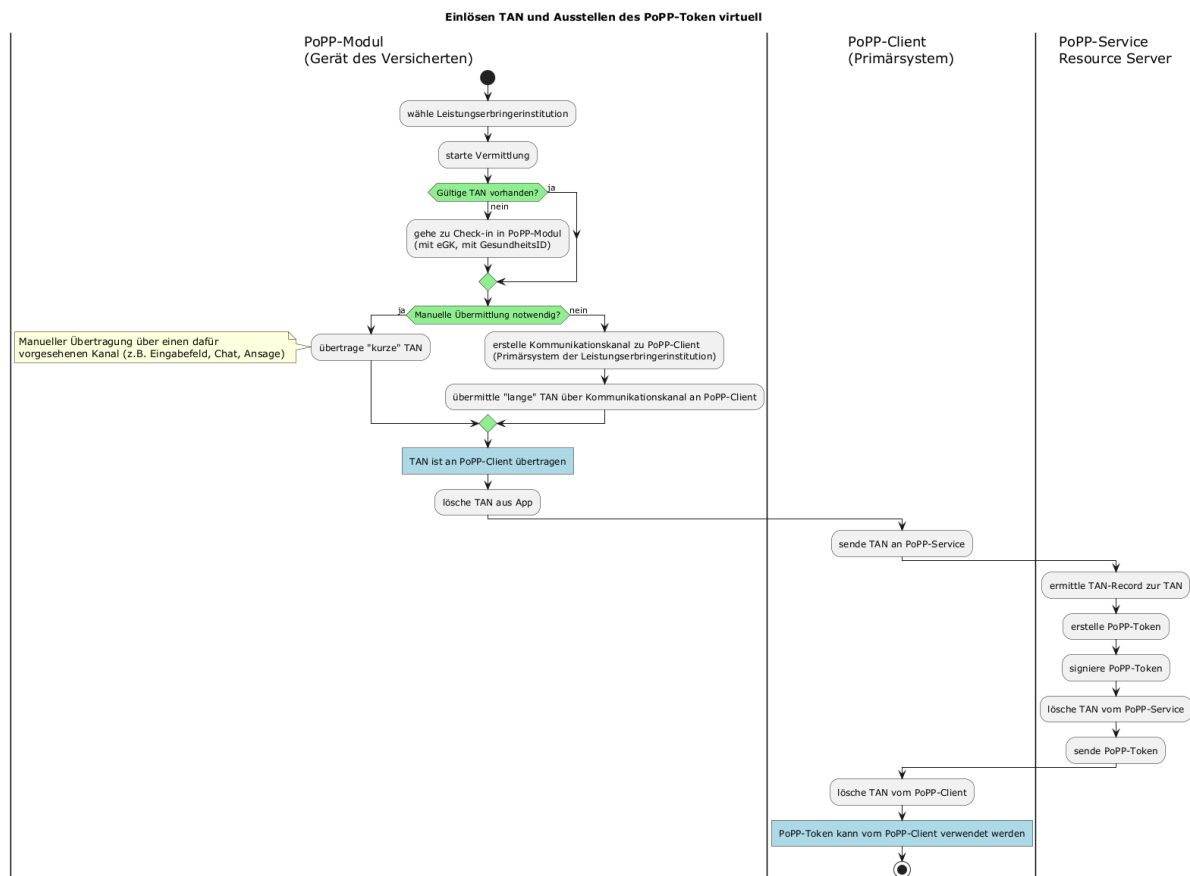 Einlösen TAN und Ausstellen des PoPP-Token virtuell
PoPP-Modul
(Gerät des Versicherten)
PoPP-Client
(Primärsystem)
PoPP-Service
Resource Server
wähle Leistungserbringerinstitution
starte Vermittlung
Gültige TAN vorhanden?
ja
nein
gehe zu Check-in in PoPP-Modul
(mit eGK, mit GesundheitsID)
ja
Manuelle Übermittlung notwendig?
nein
Manueller Übertragung über einen dafür
vorgesehenen Kanal (z.B. Eingabefeld, Chat, Ansage)
übertrage "kurze" TAN
erstelle Kommunikationskanal zu PoPP-Client
(Primärsystem der Leistungserbringerinstitution)
übermittle "lange" TAN über Kommunikationskanal an PoPP-Client
TAN ist an PoPP-Client übertragen
lösche TAN aus App
sende TAN an PoPP-Service
ermittle TAN-Record zur TAN
erstelle PoPP-Token
signiere PoPP-Token
lösche TAN vom PoPP-Service
sende PoPP-Token
lösche TAN vom PoPP-Client
PoPP-Token kann vom PoPP-Client verwendet werden